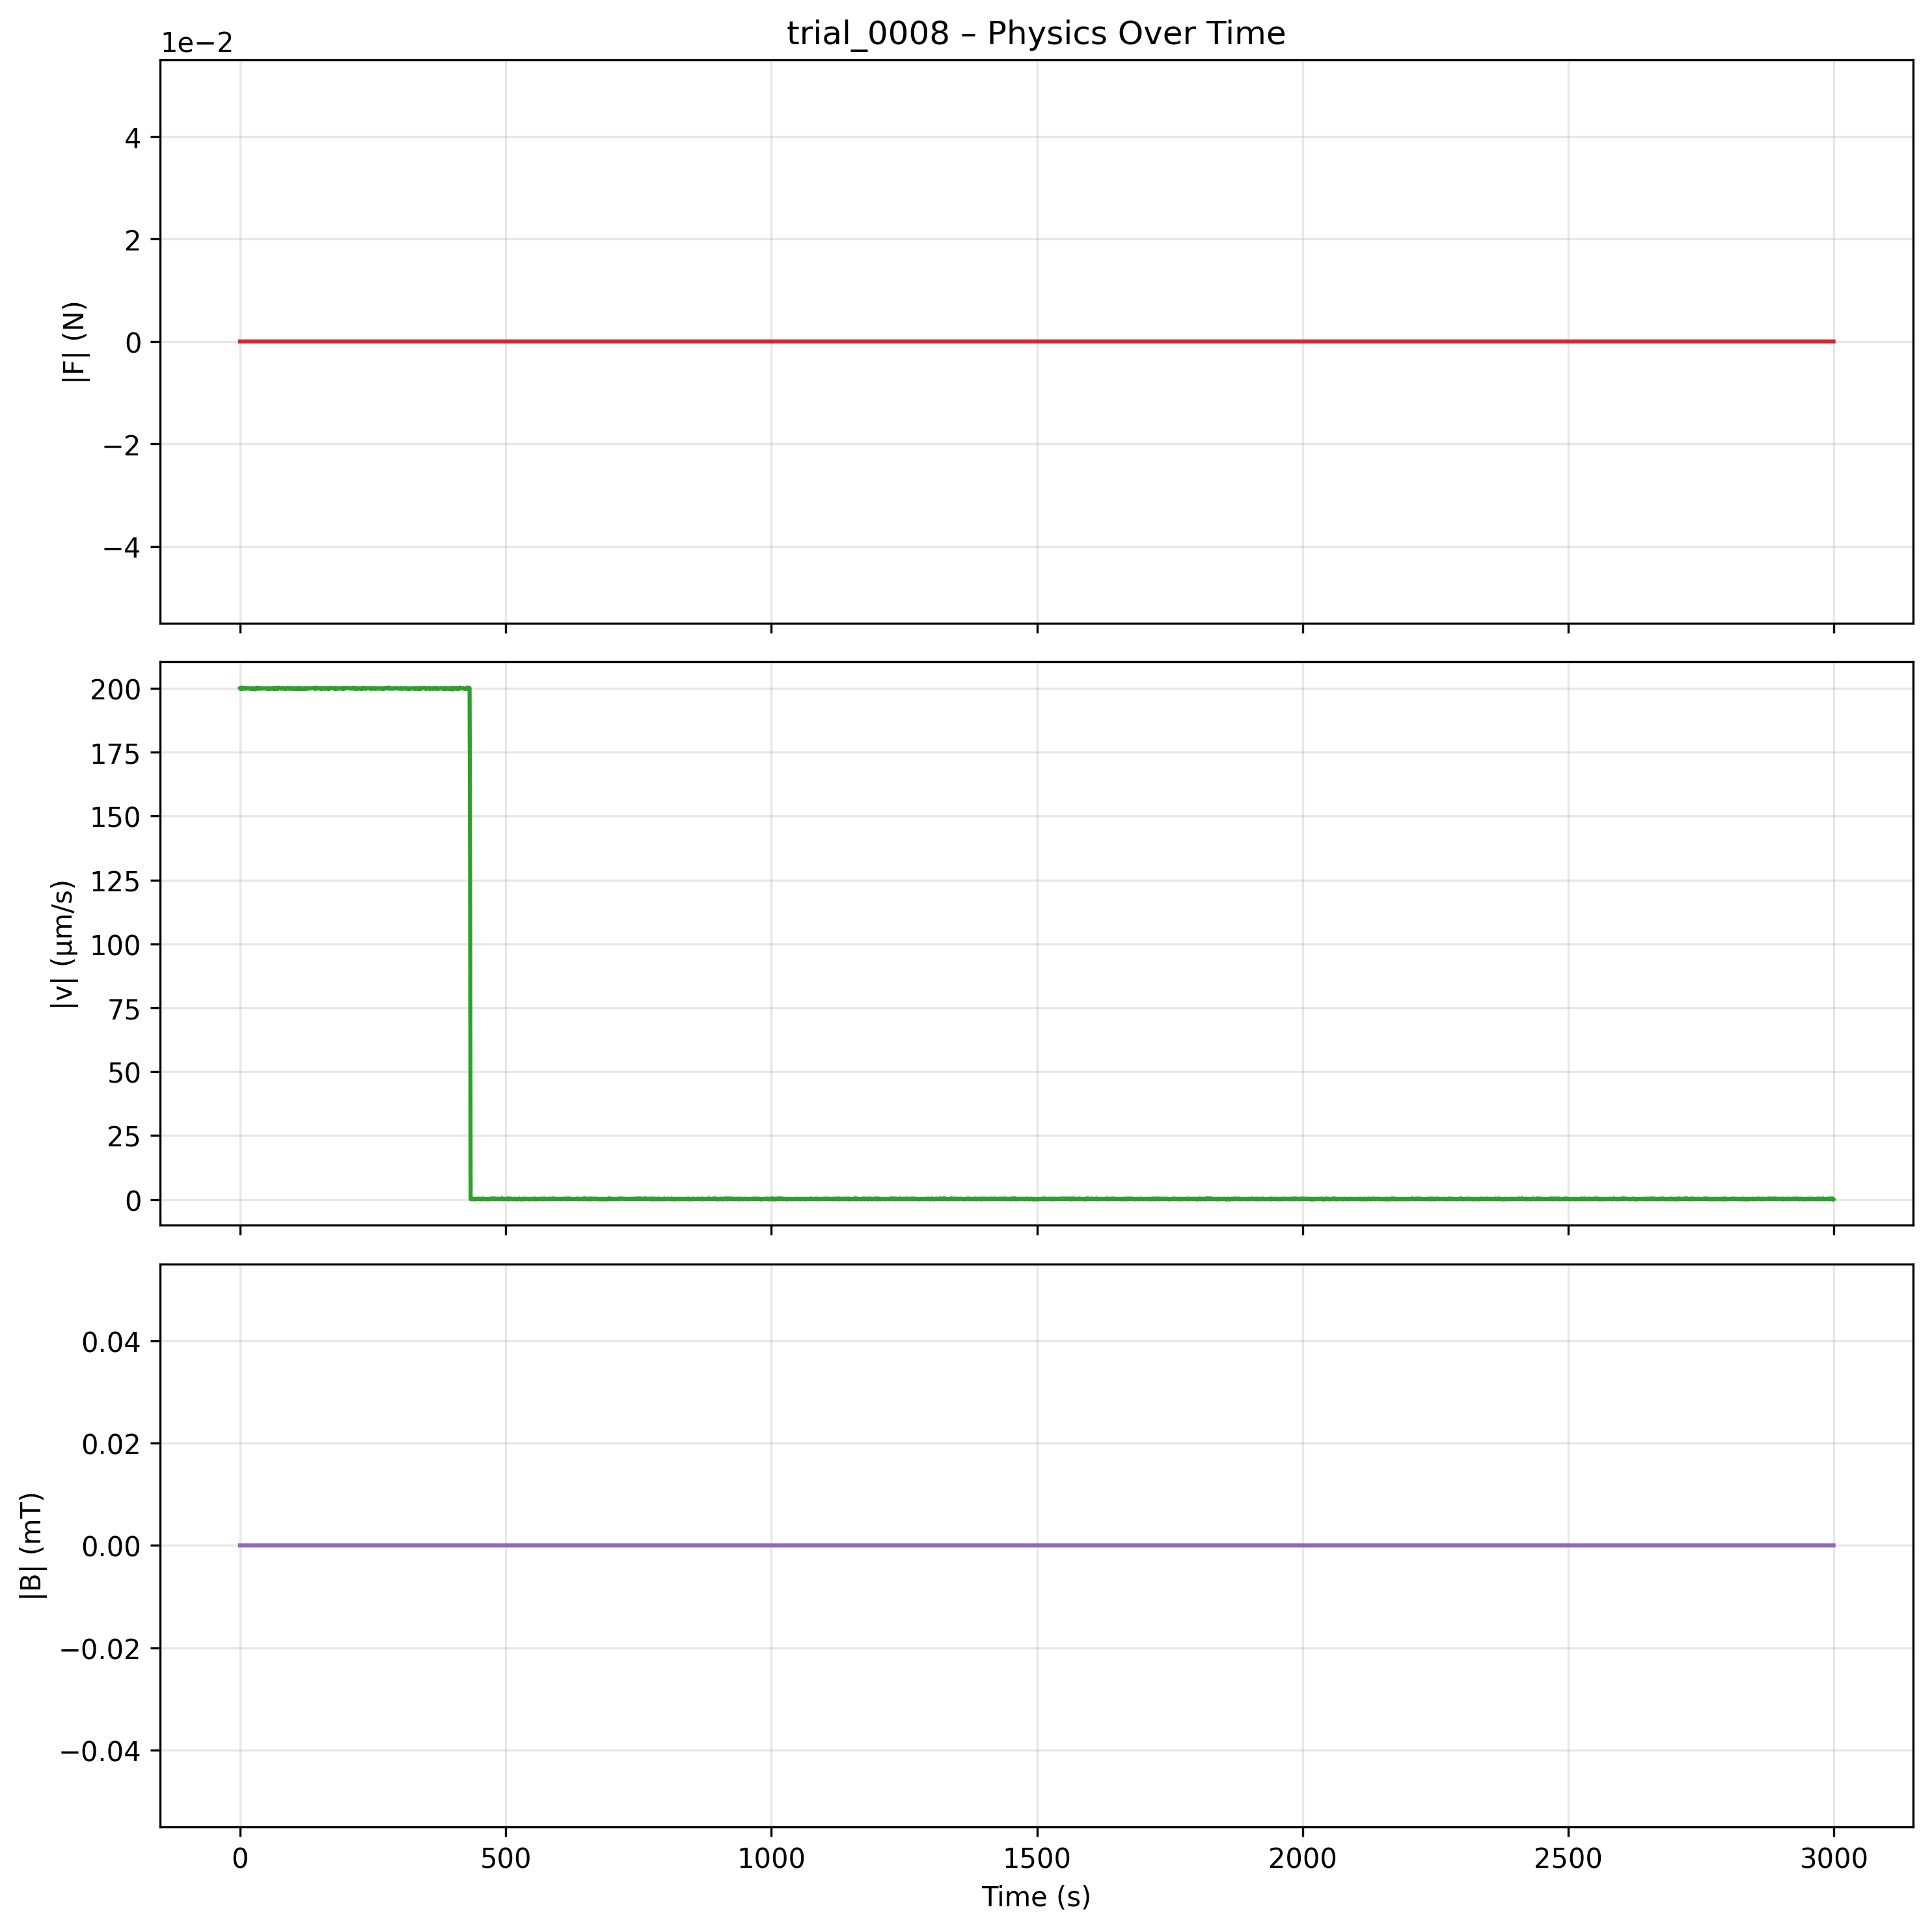 trial_0008 – Physics Over Time
1e−2
4
2
0
−2
−4
|F| (N)
200
175
150
125
100
75
50
25
0
|v| (µm/s)
0.04
0.02
0.00
−0.02
−0.04
|B| (mT)
0 500 1000 1500 2000 2500 3000
Time (s)